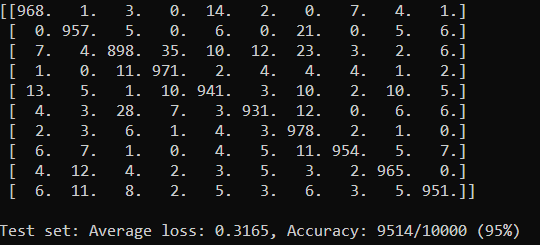 [[968. 1. 3. 0. 14. 2. 0. 7. 4. 1.]
[ 0. 957. 5. 0. 6. 0. 21. 0. 5. 6.]
[ 7. 4. 898. 35. 10. 12. 23. 3. 2. 6.]
[ 1. 0. 11. 971. 2. 4. 4. 4. 1. 2.]
[ 13. 5. 1. 10. 941. 3. 10. 2. 10. 5.]
[ 4. 3. 28. 7. 3. 931. 12. 0. 6. 6.]
[ 2. 3. 6. 1. 4. 3. 978. 2. 1. 0.]
[ 6. 7. 1. 0. 4. 5. 11. 954. 5. 7.]
[ 4. 12. 4. 2. 3. 5. 3. 2. 965. 0.]
[ 6. 11. 8. 2. 5. 3. 6. 3. 5. 951.]]
Test set: Average loss: 0.3165, Accuracy: 9514/10000 (95%)